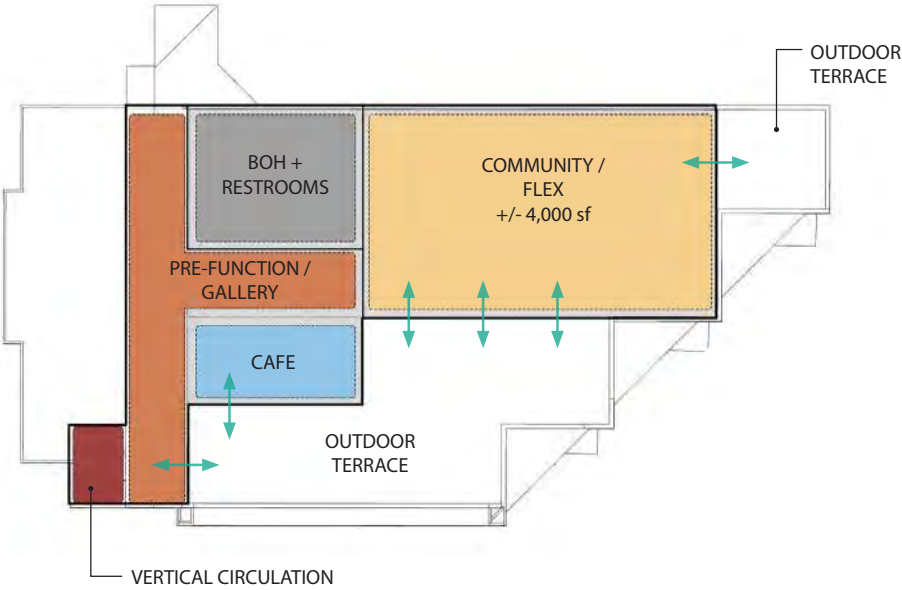 OUTDOOR
TERRACE
BOH +
RESTROOMS
COMMUNITY /
FLEX
+/- 4,000 sf
PRE-FUNCTION /
GALLERY
CAFE
OUTDOOR
TERRACE
VERTICAL CIRCULATION